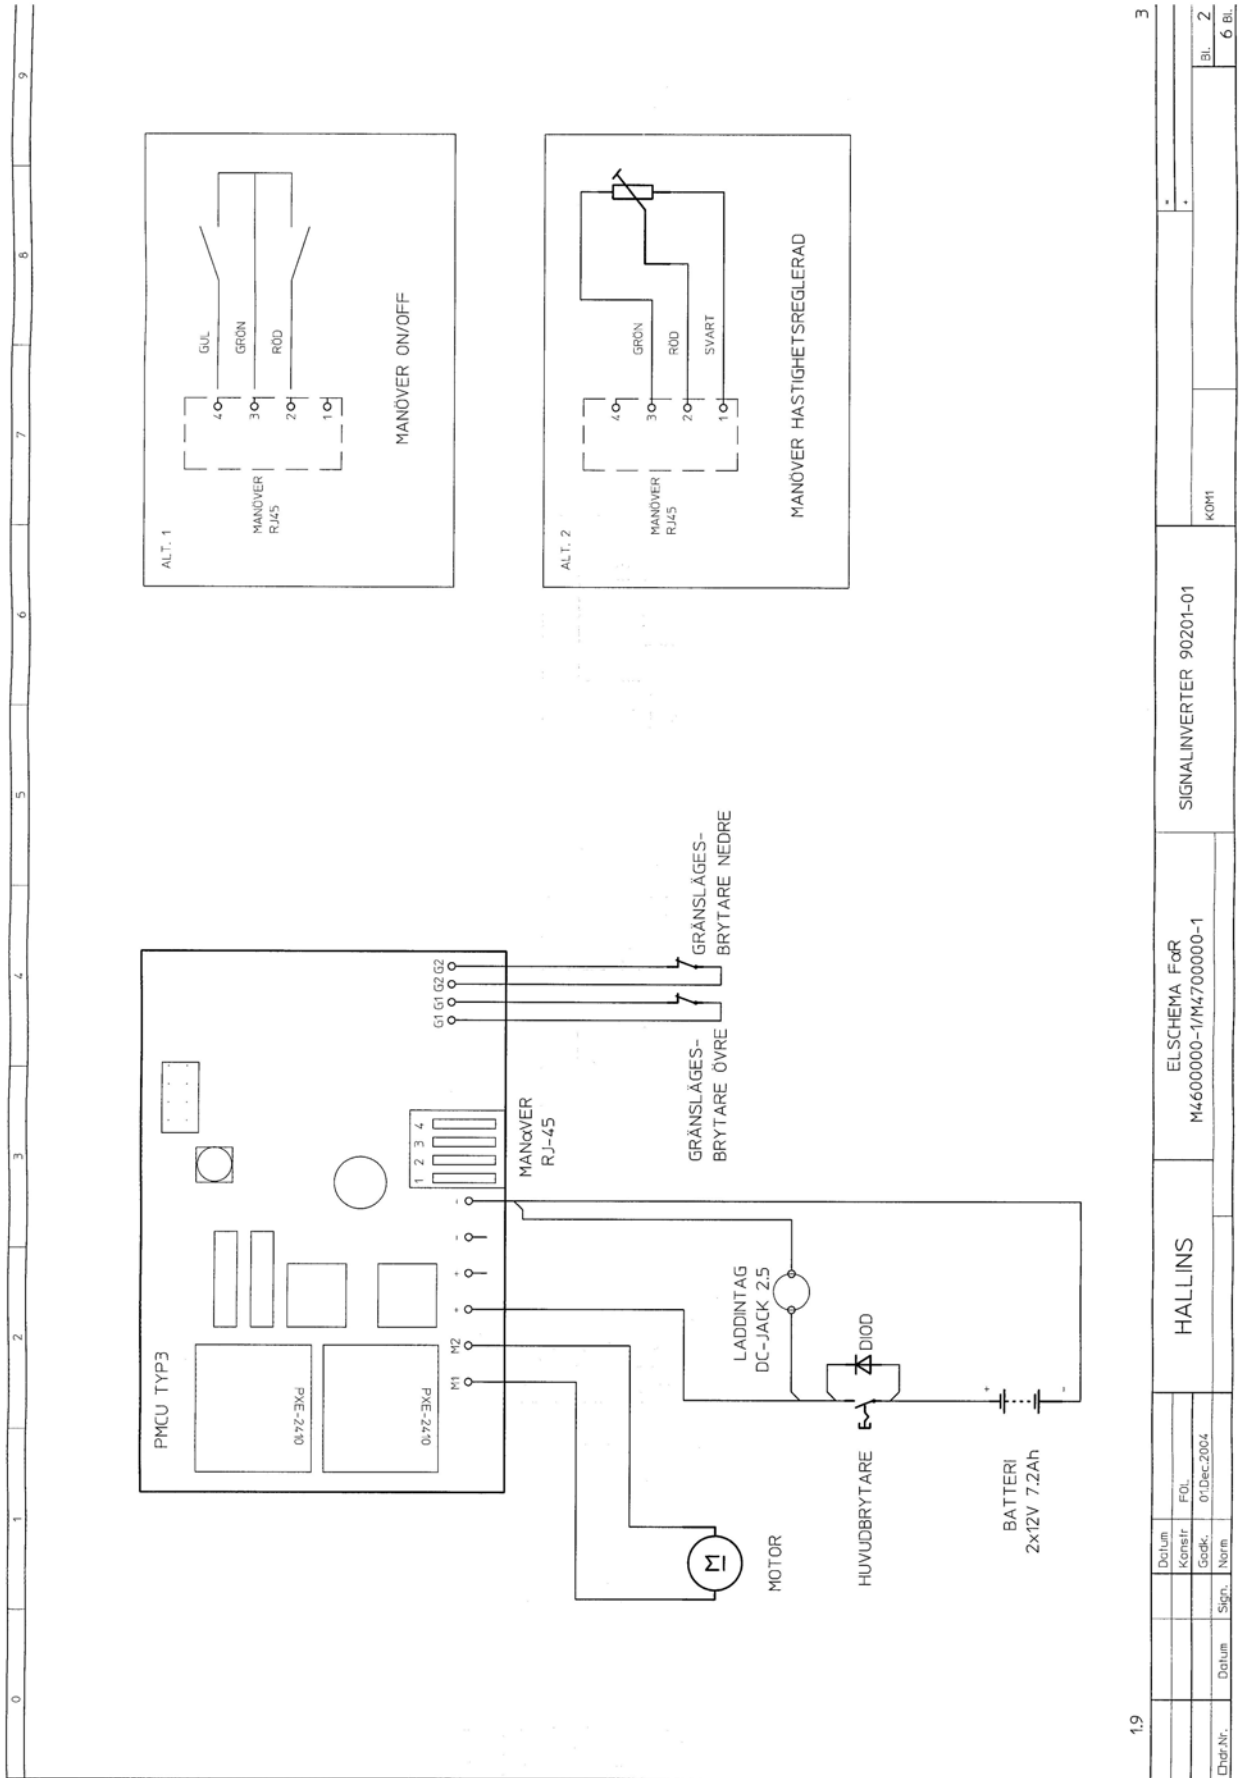 0 1 2 3 4 5 6 7 8 9
PMCU TYP3
PXE-2410
PXE-2410
M1 M2 + + - -
1 2 3 4
G1 G1 G2 G2
MANαVER
RJ-45
MOTOR
LADDINTAG
DC-JACK 2.5
HUVUDBRYTARE
DIOD
BATTERI
2x12V 7.2Ah
+
-
GRÄNSLÄGES-
BRYTARE ÖVRE
GRÄNSLÄGES-
BRYTARE NEDRE
M
ALT. 1
MANÖVER
RJ45
4
3
2
1
GUL
GRÖN
RÖD
MANÖVER ON/OFF
ALT. 2
MANÖVER
RJ45
4
3
2
1
GRÖN
RÖD
SVART
MANÖVER HASTIGHETSREGLERAD
1.9
3
Datum
Konstr FOL
Godk. 01.Dec.2004
Chdr.Nr. Datum Sign. Norm
HALLINS
ELSCHEMA FαR
M4600000-1/M4700000-1
SIGNALINVERTER 90201-01
KOM1
=
+
Bl. 2
6 Bl.